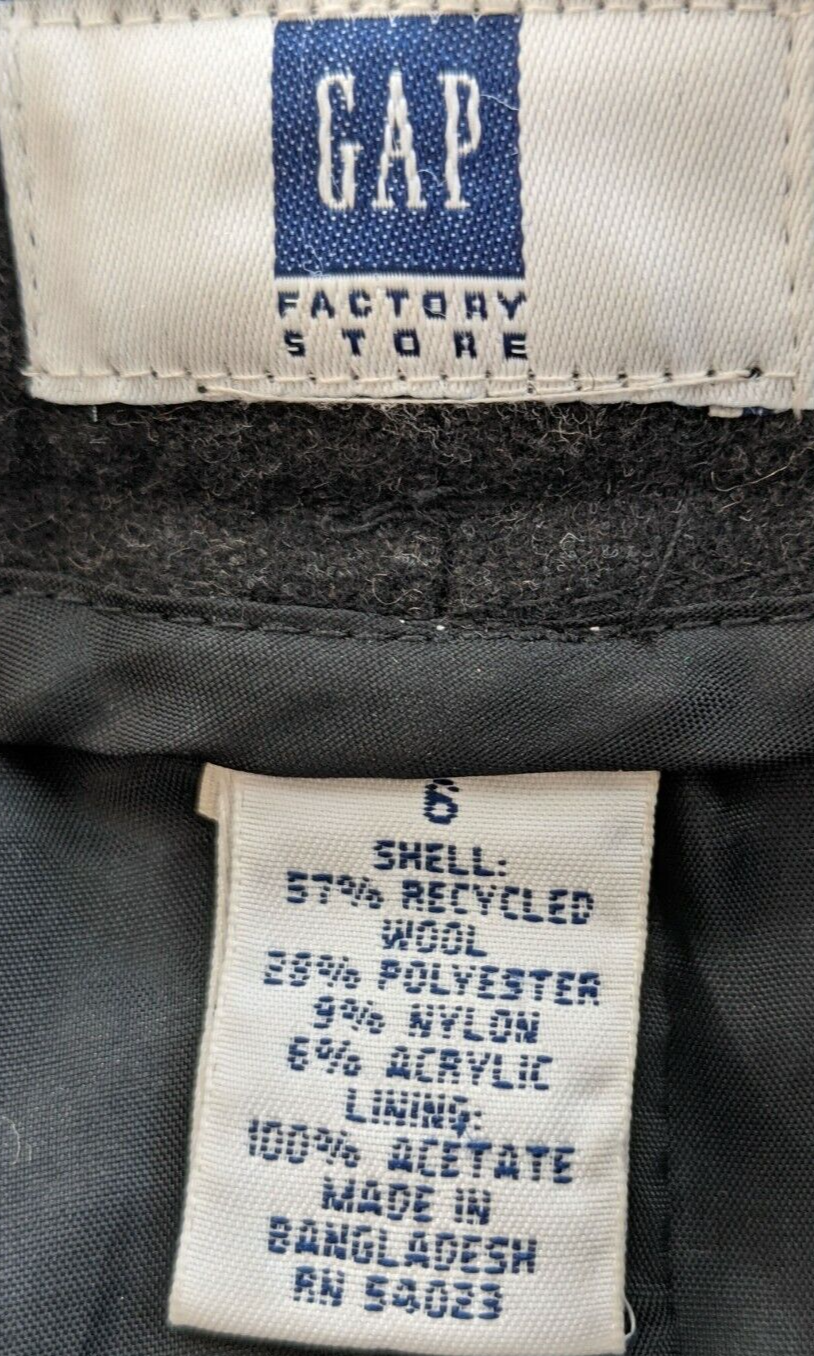 GAP
FACTORY
STORE
6
SHELL:
57% RECYCLED
WOOL
28% POLYESTER
9% NYLON
6% ACRYLIC
LINING:
100% ACETATE
MADE IN
BANGLADESH
RN 54023